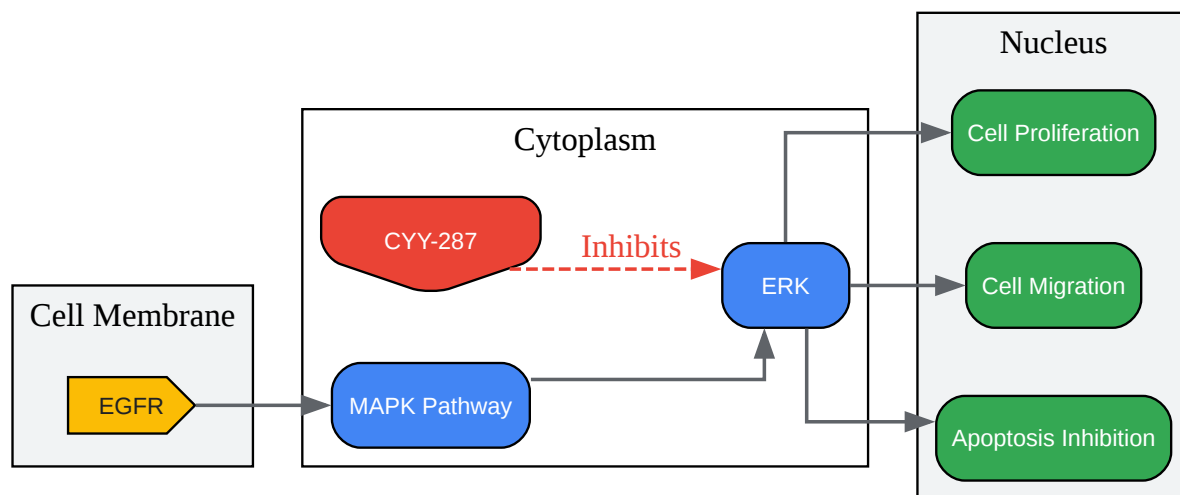 Cell Membrane
EGFR
Cytoplasm
CYY-287
Inhibits
ERK
MAPK Pathway
Nucleus
Cell Proliferation
Cell Migration
Apoptosis Inhibition